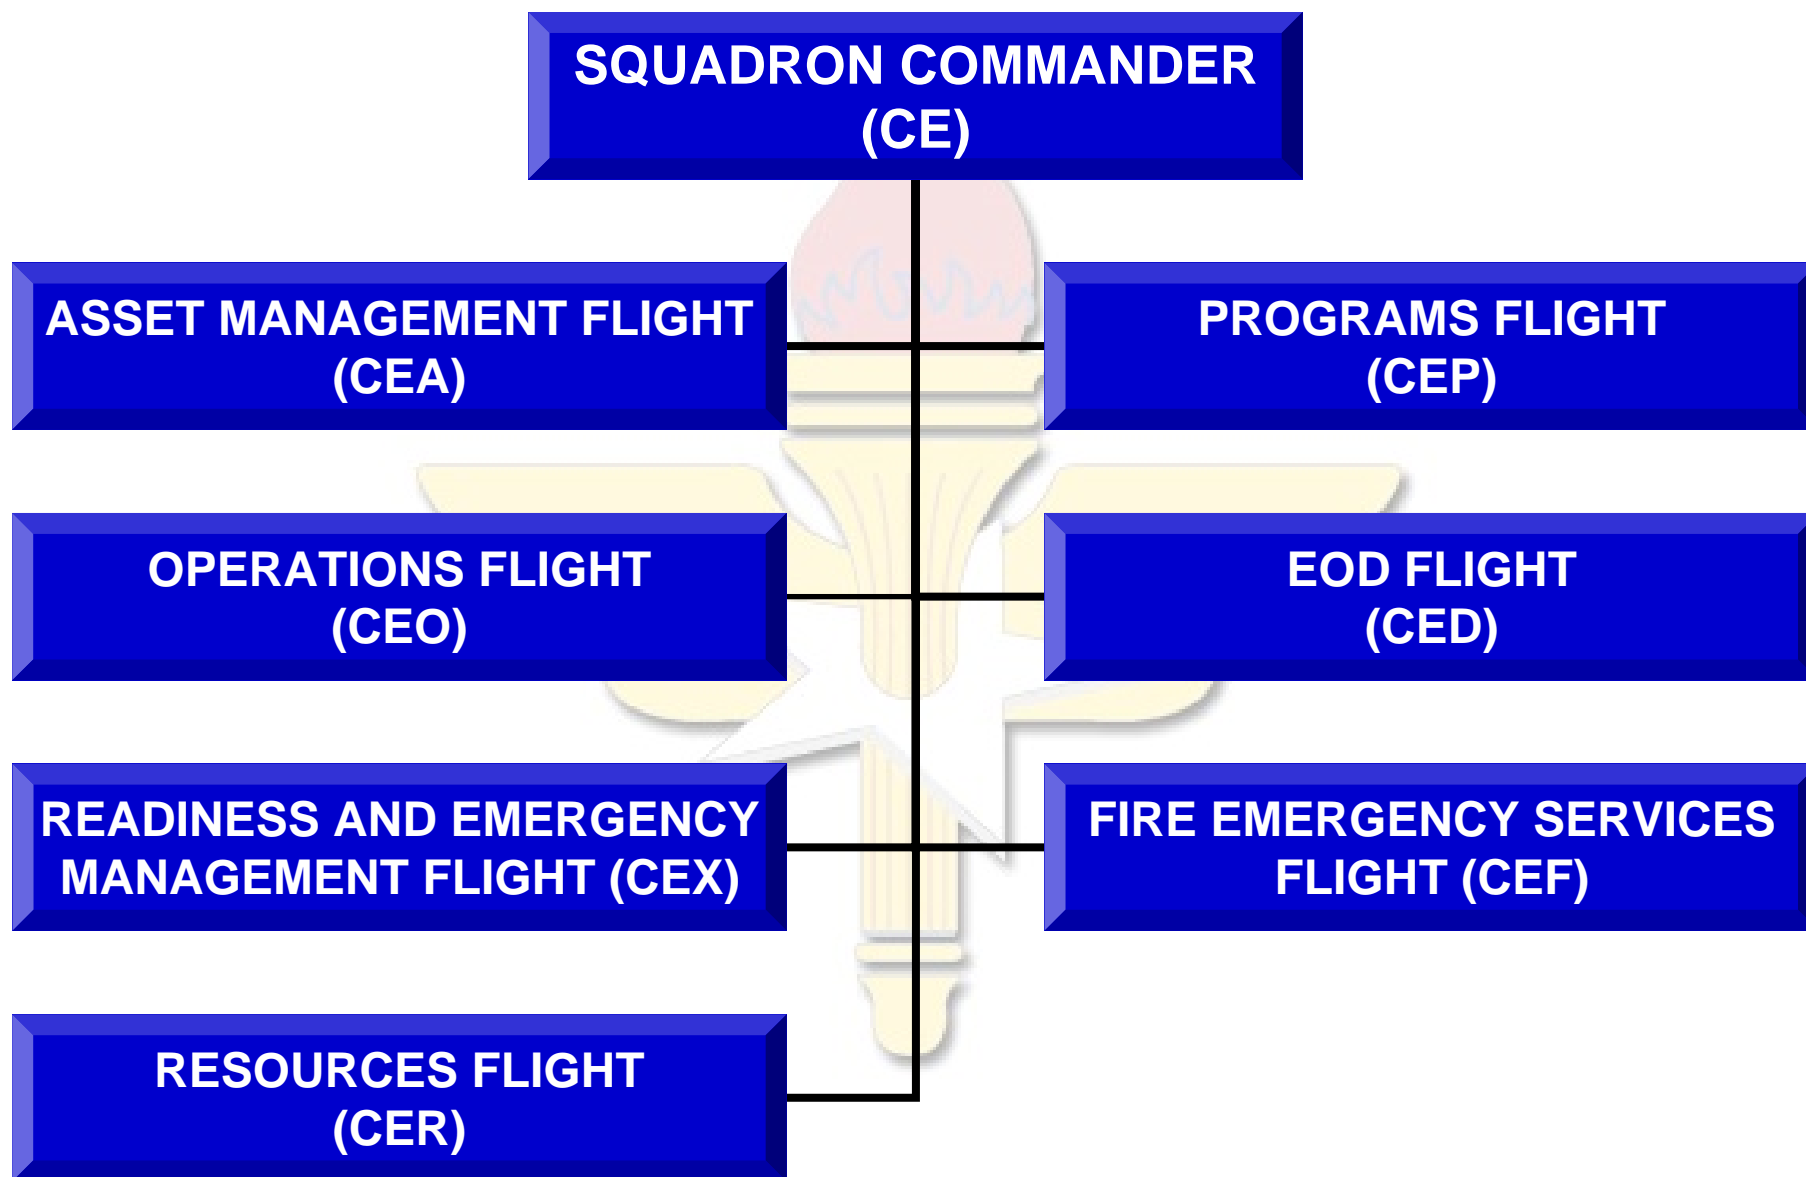 SQUADRON COMMANDER
(CE)
ASSET MANAGEMENT FLIGHT
(CEA)
PROGRAMS FLIGHT
(CEP)
OPERATIONS FLIGHT
(CEO)
EOD FLIGHT
(CED)
READINESS AND EMERGENCY
MANAGEMENT FLIGHT (CEX)
FIRE EMERGENCY SERVICES
FLIGHT (CEF)
RESOURCES FLIGHT
(CER)